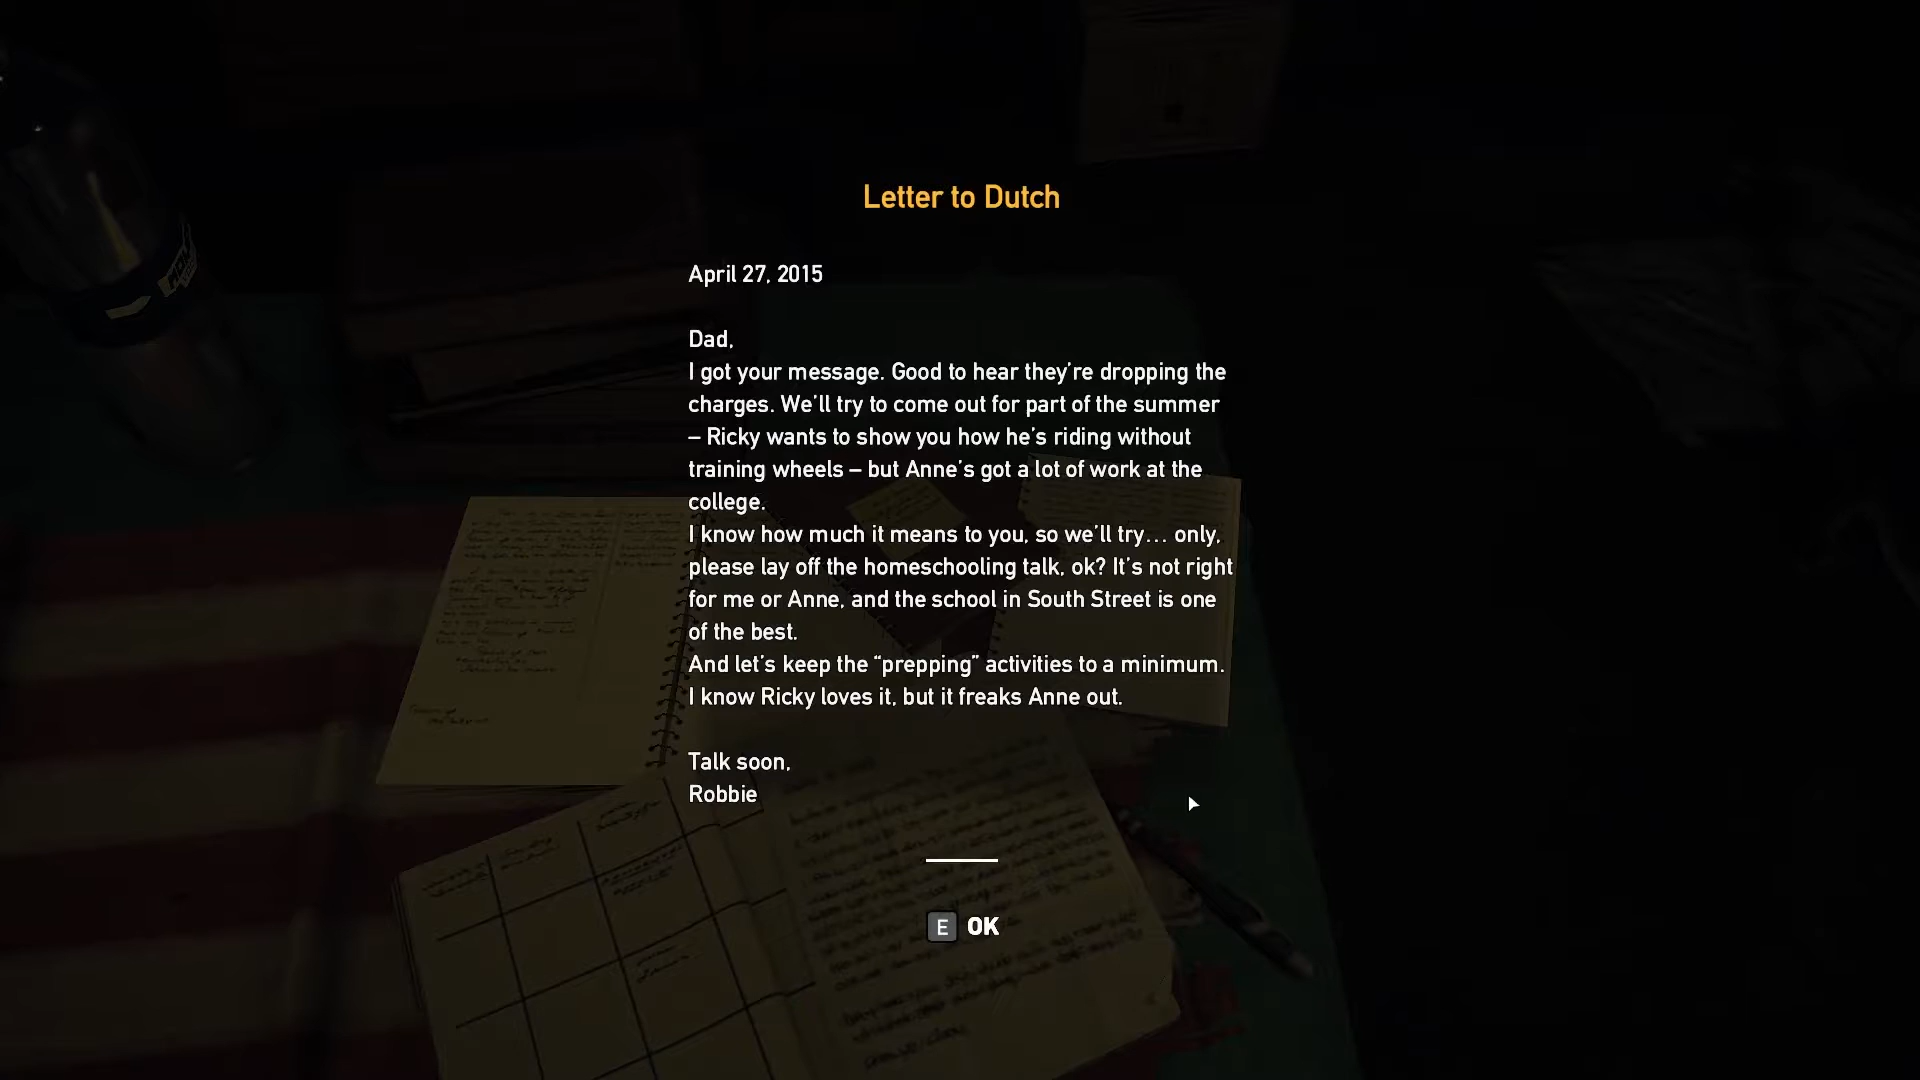 Letter to Dutch
April 27, 2015
Dad,
I got your message. Good to hear they're dropping the
charges. We'll try to come out for part of the summer
– Ricky wants to show you how he's riding without
training wheels – but Anne's got a lot of work at the
college.
I know how much it means to you, so we'll try... only,
please lay off the homeschooling talk, ok? It's not right
for me or Anne, and the school in South Street is one
of the best.
And let's keep the “prepping” activities to a minimum.
I know Ricky loves it, but it freaks Anne out.
Talk soon,
Robbie
E OK